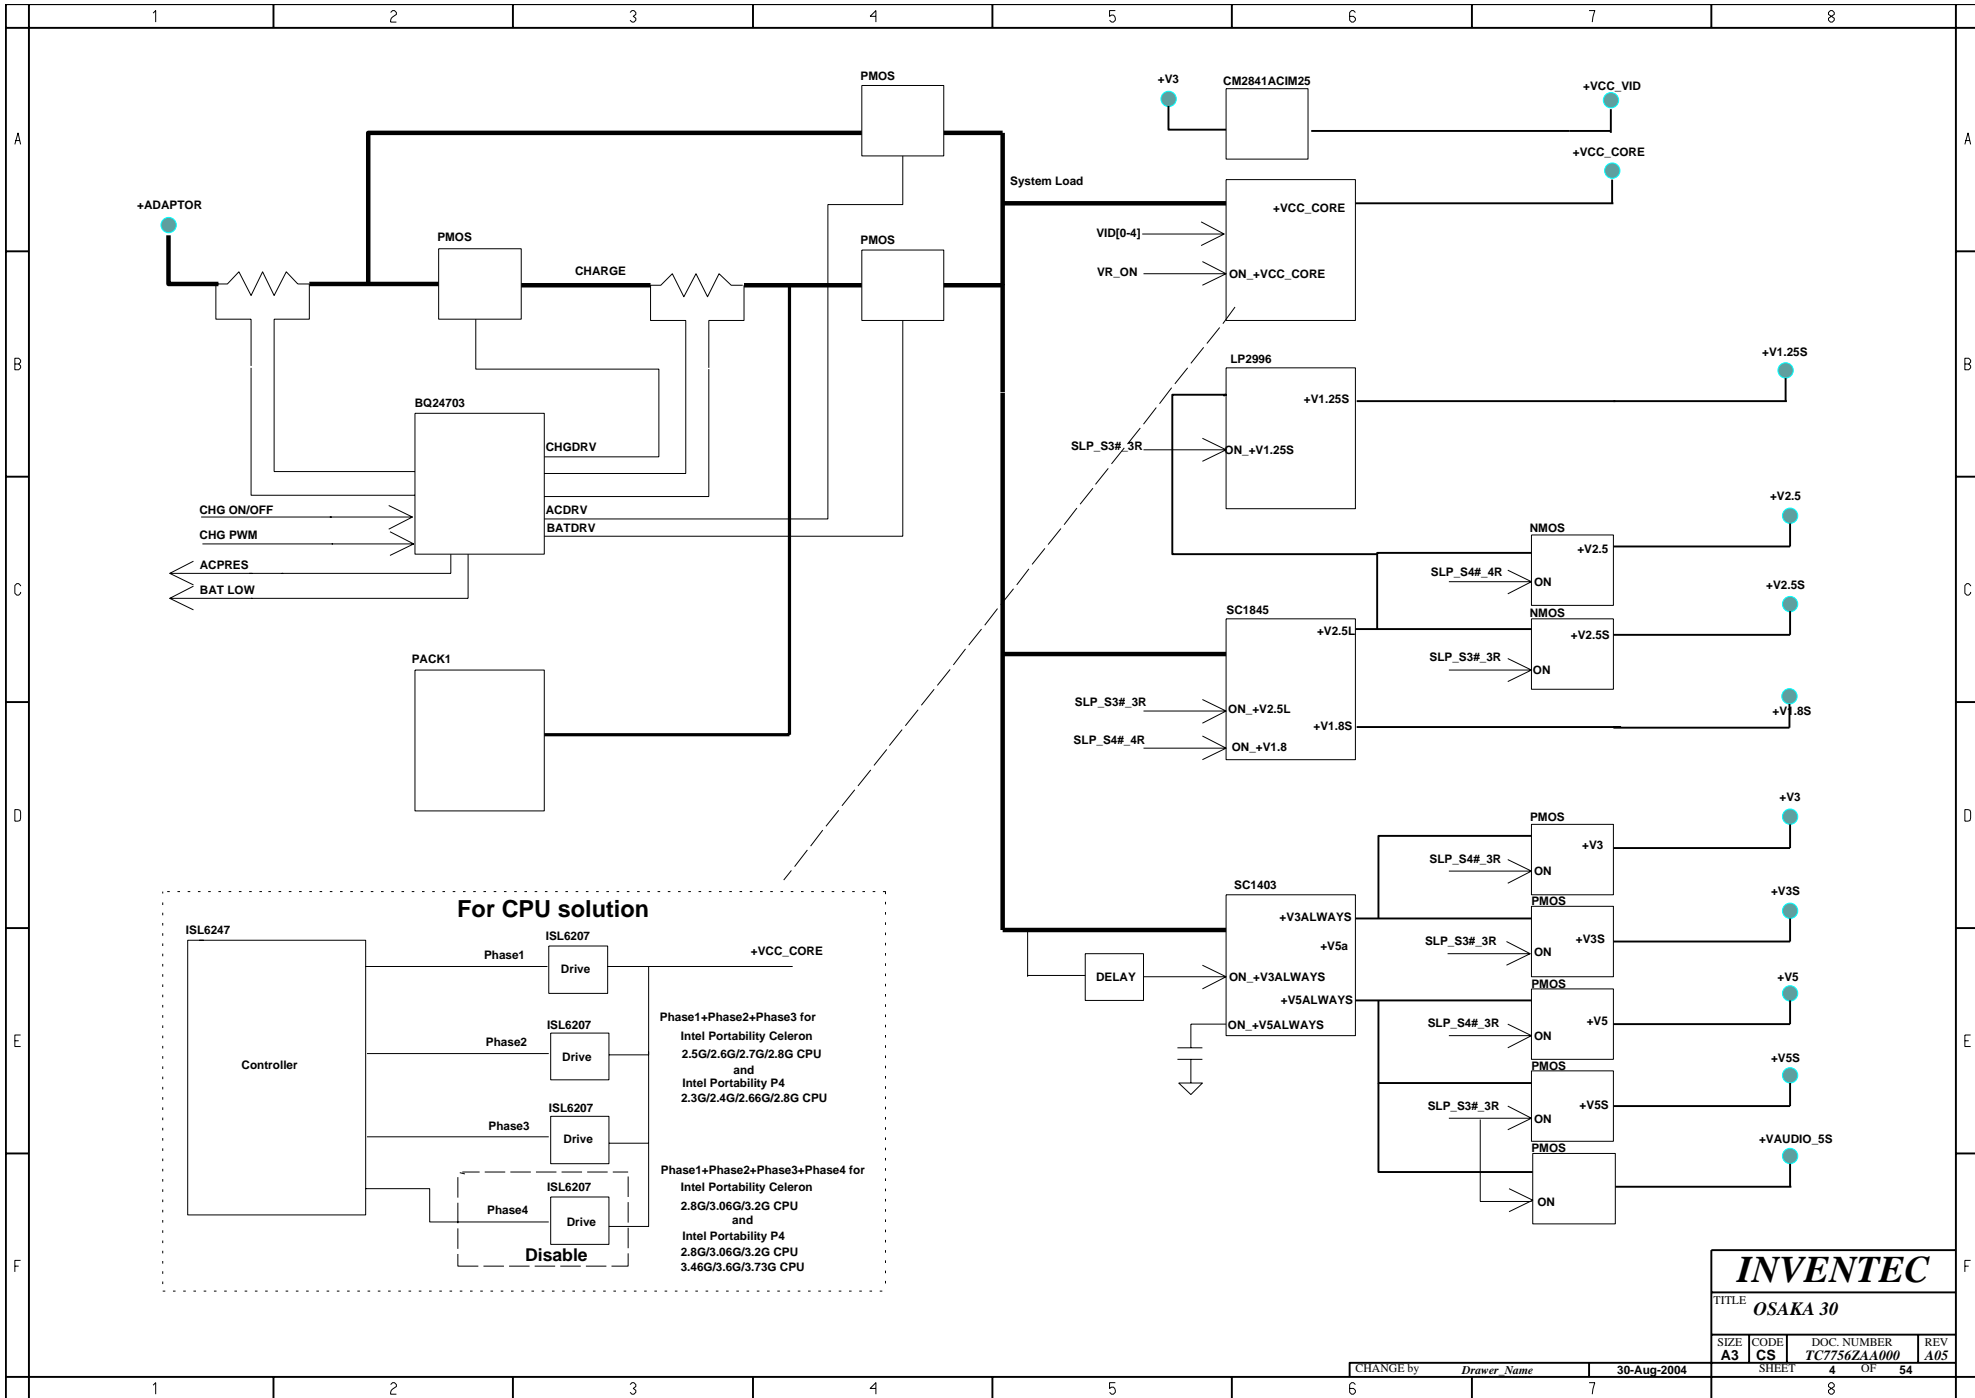 1 2 3 4 5 6 7 8
A
B
C
D
E
F
+ADAPTOR
PMOS
PMOS
CHARGE
PMOS
BQ24703
CHGDRV
ACDRV
BATDRV
CHG ON/OFF
CHG PWM
ACPRES
BAT LOW
PACK1
+V3
CM2841ACIM25
+VCC_VID
+VCC_CORE
System Load
+VCC_CORE
VID[0-4]
VR_ON
ON_+VCC_CORE
LP2996
+V1.25S
+V1.25S
SLP_S3#_3R
ON_+V1.25S
+V2.5
NMOS
+V2.5
SLP_S4#_4R
ON
+V2.5S
NMOS
+V2.5S
SLP_S3#_3R
ON
SC1845
+V2.5L
SLP_S3#_3R
ON_+V2.5L
+V1.8S
+V1.8S
SLP_S4#_4R
ON_+V1.8
+V3
PMOS
+V3
SLP_S4#_3R
ON
SC1403
+V3ALWAYS
+V5a
DELAY
ON_+V3ALWAYS
+V5ALWAYS
ON_+V5ALWAYS
+V3S
PMOS
+V3S
SLP_S3#_3R
ON
+V5
PMOS
+V5
SLP_S4#_3R
ON
+V5S
PMOS
+V5S
SLP_S3#_3R
ON
+VAUDIO_5S
PMOS
ON
For CPU solution
ISL6247
Controller
Phase1
ISL6207
Drive
+VCC_CORE
Phase2
ISL6207
Drive
Phase3
ISL6207
Drive
Phase4
ISL6207
Drive
Disable
Phase1+Phase2+Phase3 for
Intel Portability Celeron
2.5G/2.6G/2.7G/2.8G CPU
and
Intel Portability P4
2.3G/2.4G/2.66G/2.8G CPU
Phase1+Phase2+Phase3+Phase4 for
Intel Portability Celeron
2.8G/3.06G/3.2G CPU
and
Intel Portability P4
2.8G/3.06G/3.2G CPU
3.46G/3.6G/3.73G CPU
INVENTEC
TITLE
OSAKA 30
SIZE CODE DOC. NUMBER REV
A3 CS TC7756ZAA000 A05
CHANGE by Drawer_Name 30-Aug-2004 SHEET 4 OF 54
A
B
C
D
E
F
1 2 3 4 5 6 7 8